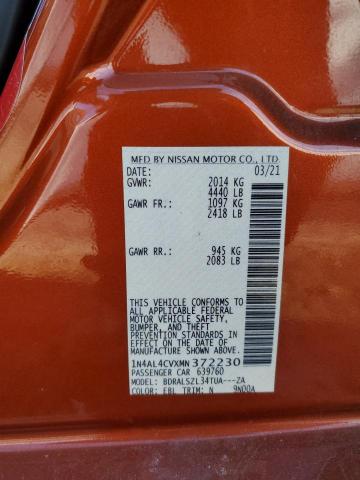 MFD BY NISSAN MOTOR CO., LTD.
DATE: 03/21
GVWR: 2014 KG
4440 LB
GAWR FR: 1097 KG
2418 LB
GAWR RR: 945 KG
2083 LB
THIS VEHICLE CONFORMS TO
ALL APPLICABLE FEDERAL
MOTOR VEHICLE SAFETY,
BUMPER, AND THEFT
PREVENTION STANDARDS IN
EFFECT ON THE DATE OF
MANUFACTURE SHOWN ABOVE.
1N4AL4CVXMN372230
PASSENGER CAR 639760
MODEL: BDRALSZL34TUA---ZA
COLOR: EBL TRIM: N 9N00A